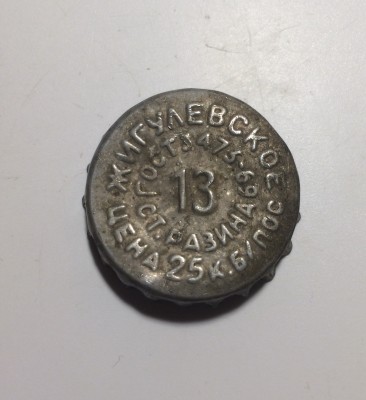 ЖИГУЛЕВСКОЕ
ГОСТ 3473-69
13
СТ. РАЗИНА
ЦЕНА 25 К. Б/ПОС